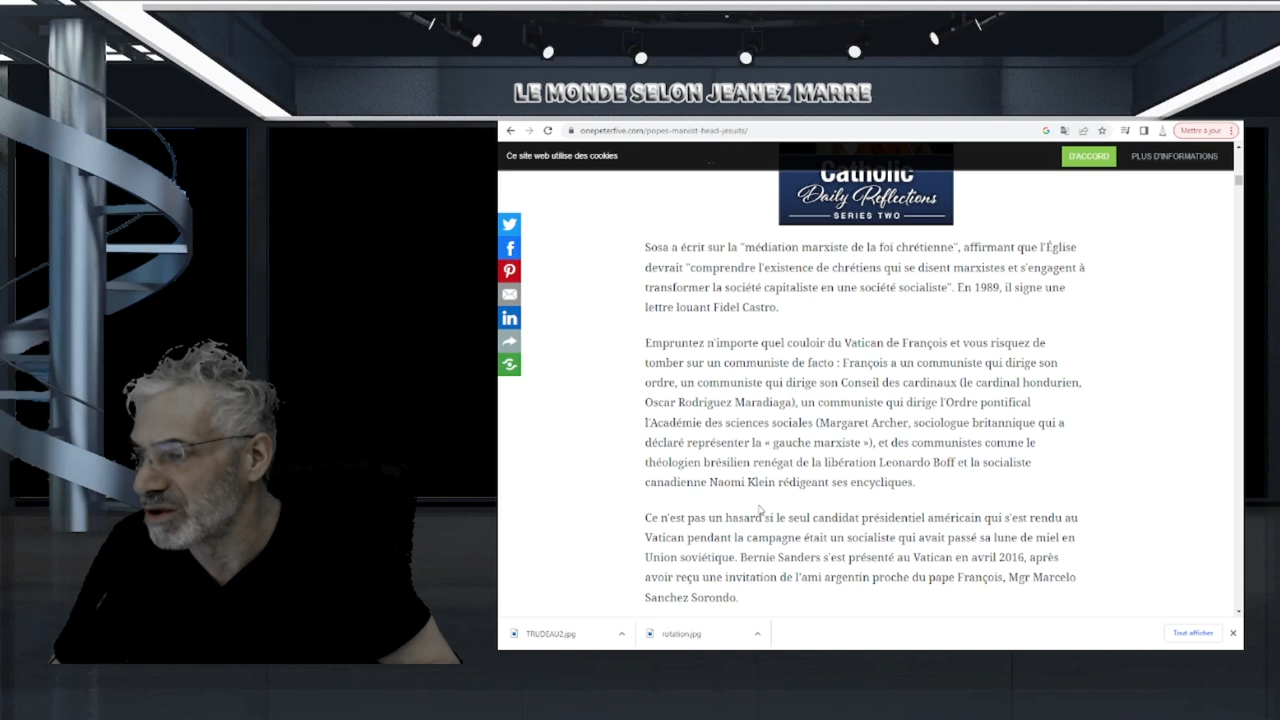 LE MONDE SELON JEANEZ MARRE
onepeterfive.com/popes-marxist-head-jesuits/
Mettre à jour
Ce site web utilise des cookies
D'ACCORD
PLUS D'INFORMATIONS
Catholic
Daily Reflections
SERIES TWO
Sosa a écrit sur la "médiation marxiste de la foi chrétienne", affirmant que l'Église
devrait "comprendre l'existence de chrétiens qui se disent marxistes et s'engagent à
transformer la société capitaliste en une société socialiste". En 1989, il signe une
lettre louant Fidel Castro.
Empruntez n'importe quel couloir du Vatican de François et vous risquez de
tomber sur un communiste de facto : François a un communiste qui dirige son
ordre, un communiste qui dirige son Conseil des cardinaux (le cardinal hondurien,
Oscar Rodriguez Maradiaga), un communiste qui dirige l'Ordre pontifical
l'Académie des sciences sociales (Margaret Archer, sociologue britannique qui a
déclaré représenter la « gauche marxiste »), et des communistes comme le
théologien brésilien renégat de la libération Leonardo Boff et la socialiste
canadienne Naomi Klein rédigeant ses encycliques.
Ce n'est pas un hasard si le seul candidat présidentiel américain qui s'est rendu au
Vatican pendant la campagne était un socialiste qui avait passé sa lune de miel en
Union soviétique. Bernie Sanders s'est présenté au Vatican en avril 2016, après
avoir reçu une invitation de l'ami argentin proche du pape François, Mgr Marcelo
Sanchez Sorondo.
TRUDEAU2.jpg
rotation.jpg
Tout afficher